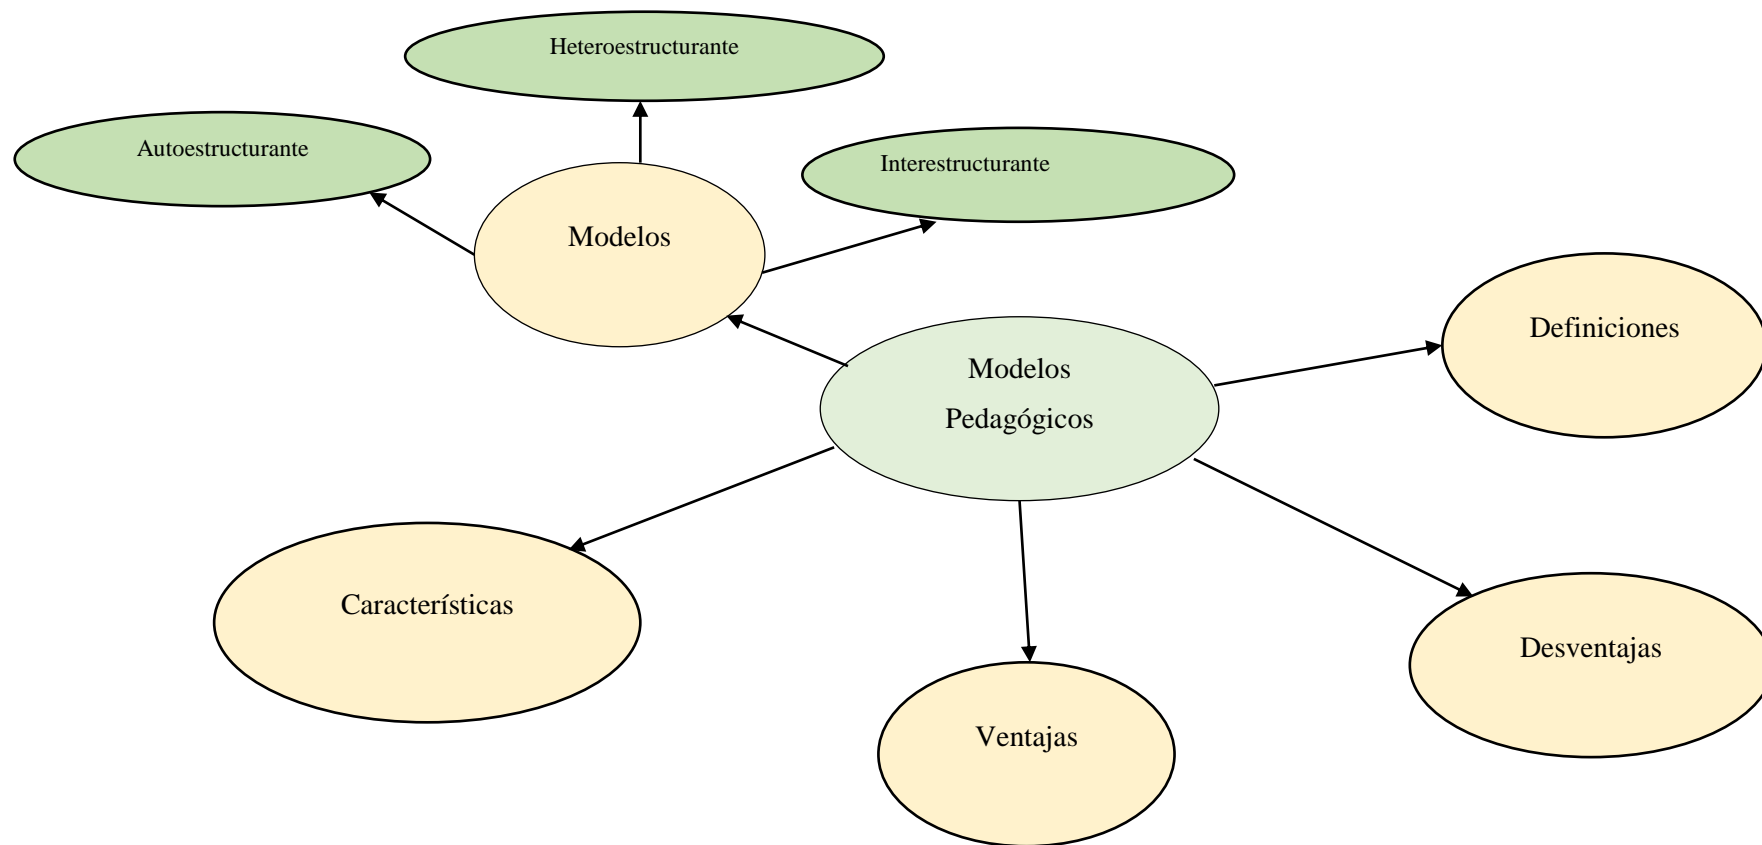 Heteroestructurante
Autoestructurante
Interestructurante
Modelos
Definiciones
Modelos
Pedagógicos
Características
Desventajas
Ventajas